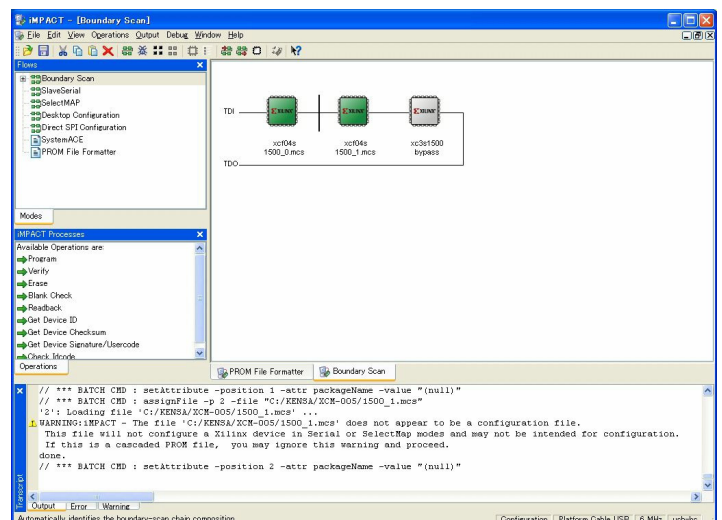 iMPACT - [Boundary Scan]
File Edit View Operations Output Debug Window Help
Flows
Boundary Scan
SlaveSerial
SelectMAP
Desktop Configuration
Direct SPI Configuration
SystemACE
PROM File Formatter
Modes
TDI
XILINX
XILINX
XILINX
xcf04s
1500_0.mcs
xcf04s
1500_1.mcs
xc3s1500
bypass
TDO
iMPACT Processes
Available Operations are:
Program
Verify
Erase
Blank Check
Readback
Get Device ID
Get Device Checksum
Get Device Signature/Usercode
Check Idcode
Operations
PROM File Formatter
Boundary Scan
// *** BATCH CMD : setAttribute -position 1 -attr packageName -value "(null)"
// *** BATCH CMD : assignFile -p 2 -file "C:/KENSA/XCM-005/1500_1.mcs"
'2': Loading file 'C:/KENSA/XCM-005/1500_1.mcs' ...
WARNING:iMPACT - The file 'C:/KENSA/XCM-005/1500_1.mcs' does not appear to be a configuration file.
This file will not configure a Xilinx device in Serial or SelectMap modes and may not be intended for configuration.
If this is a cascaded PROM file, you may ignore this warning and proceed.
done.
// *** BATCH CMD : setAttribute -position 2 -attr packageName -value "(null)"
Transcript
Output Error Warning
Automatically identifies the boundary-scan chain composition
Configuration Platform Cable USB 6 MHz usb-hs